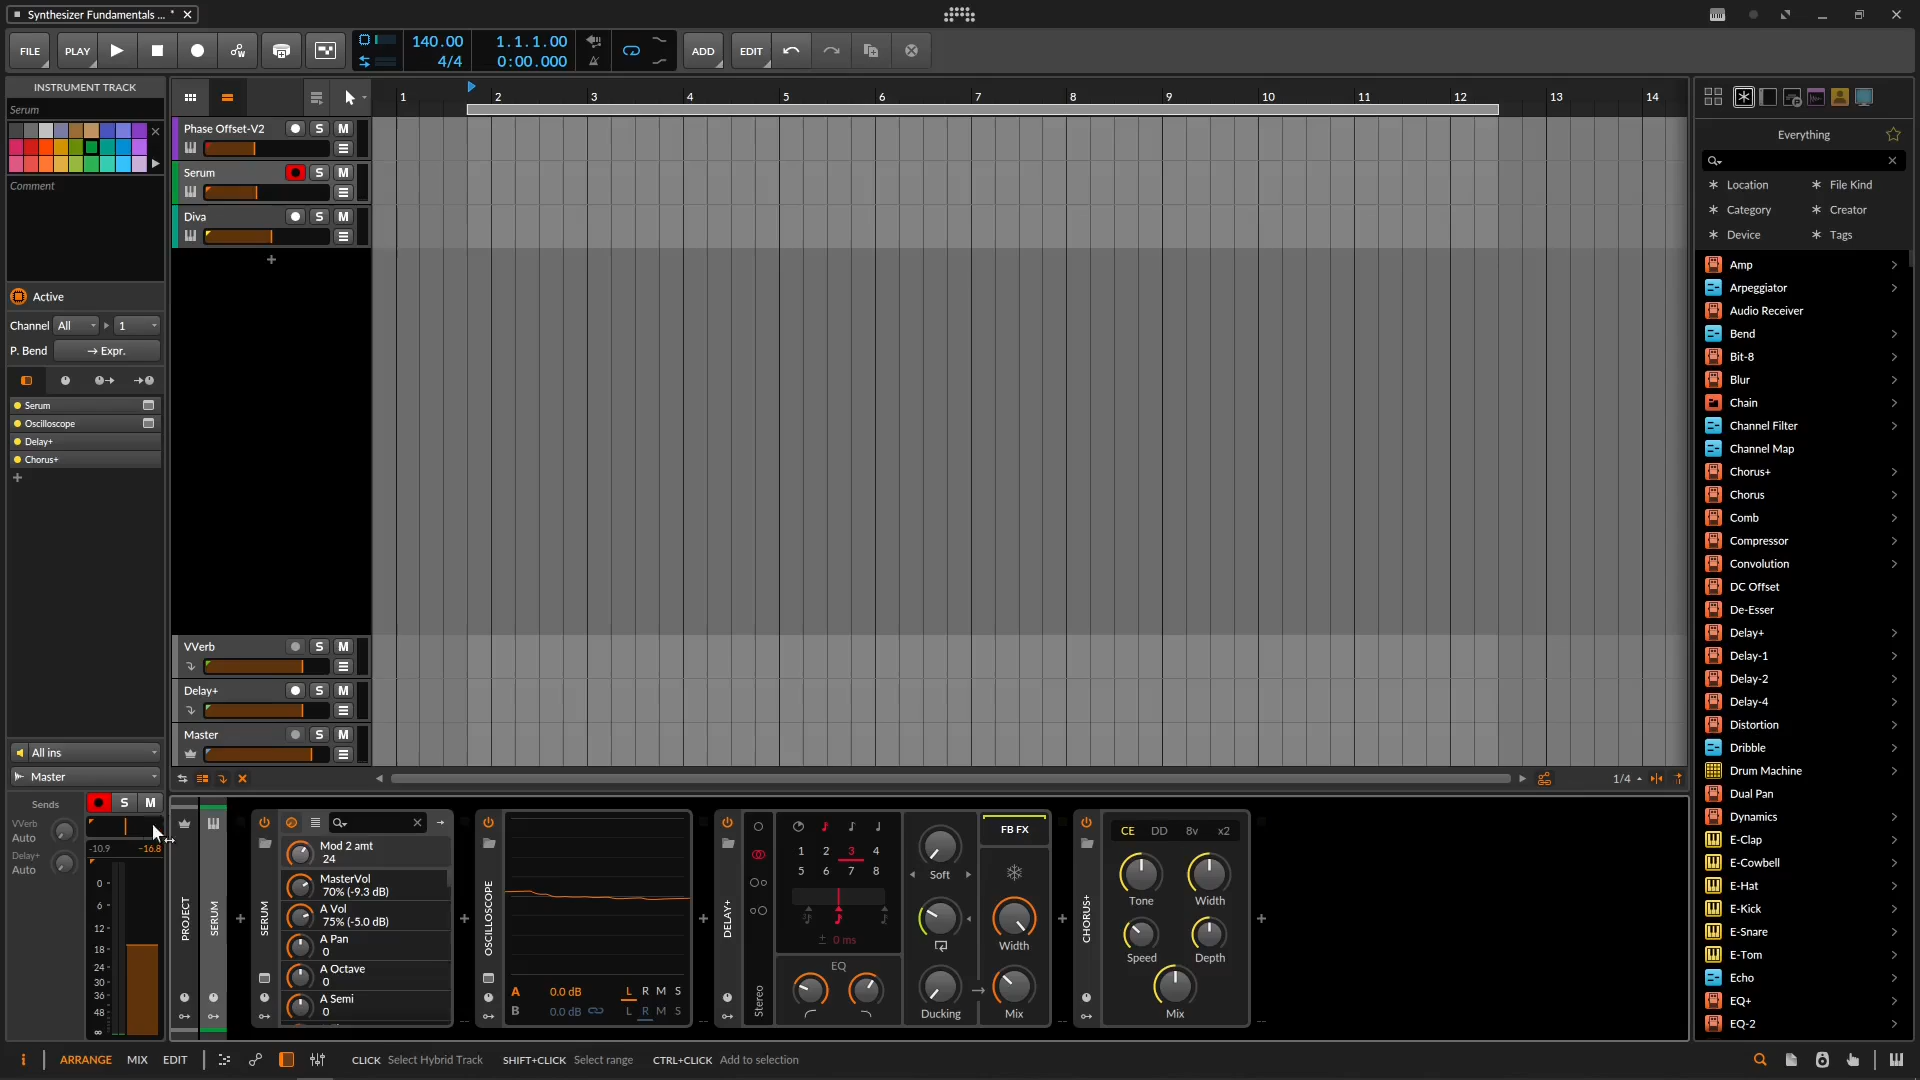 Synthesizer Fundamentals ... *
FILE
PLAY
140.00
4/4
1.1.1.00
0:00.000
ADD
EDIT
INSTRUMENT TRACK
Serum
Comment
Active
Channel All 1
P. Bend → Expr.
Serum
Oscilloscope
Delay+
Chorus+
All ins
Master
Sends
S M
VVerb
Auto
Delay+
Auto
-10.9 -16.8
0
6
12
18
24
30
36
48
∞
1 2 3 4 5 6 7 8 9 10 11 12 13 14
Phase Offset-V2 S M
Serum S M
Diva S M
VVerb S M
Delay+ S M
Master S M
1/4
PROJECT
SERUM
SERUM
Mod 2 amt
24
MasterVol
70% (-9.3 dB)
A Vol
75% (-5.0 dB)
A Pan
0
A Octave
0
A Semi
0
OSCILLOSCOPE
A 0.0 dB L R M S
B 0.0 dB L R M S
DELAY+
Stereo
1 2 3 4
5 6 7 8
± 0 ms
EQ
Soft
Ducking
FB FX
Width
Mix
CHORUS+
CE DD 8v x2
Tone Width
Speed Depth
Mix
Everything
Location File Kind
Category Creator
Device Tags
Amp
Arpeggiator
Audio Receiver
Bend
Bit-8
Blur
Chain
Channel Filter
Channel Map
Chorus+
Chorus
Comb
Compressor
Convolution
DC Offset
De-Esser
Delay+
Delay-1
Delay-2
Delay-4
Distortion
Dribble
Drum Machine
Dual Pan
Dynamics
E-Clap
E-Cowbell
E-Hat
E-Kick
E-Snare
E-Tom
Echo
EQ+
EQ-2
i ARRANGE MIX EDIT
CLICK Select Hybrid Track SHIFT+CLICK Select range CTRL+CLICK Add to selection